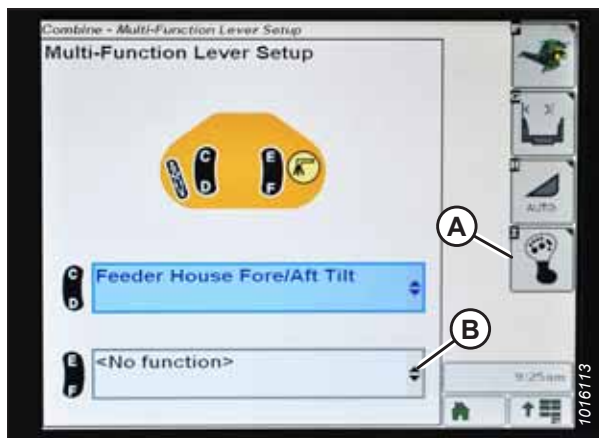 Combine - Multi-Function Lever Setup
Multi-Function Lever Setup
C
D
E
F
AUTO
A
C
D
Feeder House Fore/Aft Tilt
B
E
F
<No function>
9:25am
1016113